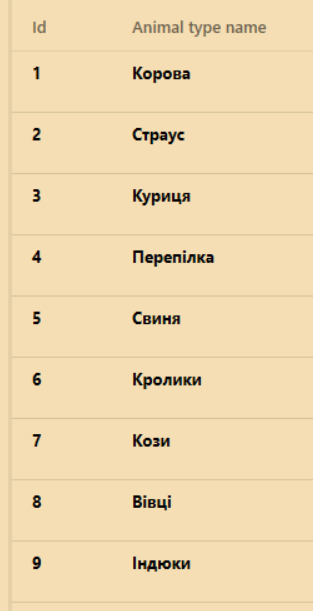 Id Animal type name
1 Корова
2 Страус
3 Куриця
4 Перепілка
5 Свиня
6 Кролики
7 Кози
8 Вівці
9 Індюки